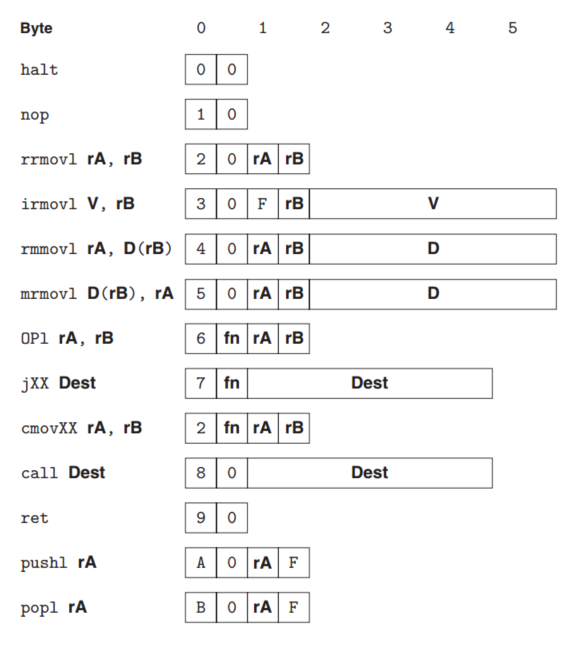 Byte 0 1 2 3 4 5
halt 0 0
nop 1 0
rrmovl rA, rB 2 0 rA rB
irmovl V, rB 3 0 F rB V
rmmovl rA, D(rB) 4 0 rA rB D
mrmovl D(rB), rA 5 0 rA rB D
OPl rA, rB 6 fn rA rB
jXX Dest 7 fn Dest
cmovXX rA, rB 2 fn rA rB
call Dest 8 0 Dest
ret 9 0
pushl rA A 0 rA F
popl rA B 0 rA F